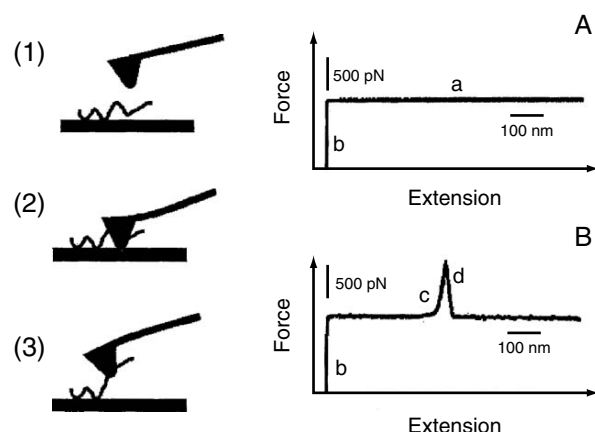 (1)
(2)
(3)
A
Force
500 pN
a
b
100 nm
Extension
B
Force
500 pN
c
d
b
100 nm
Extension